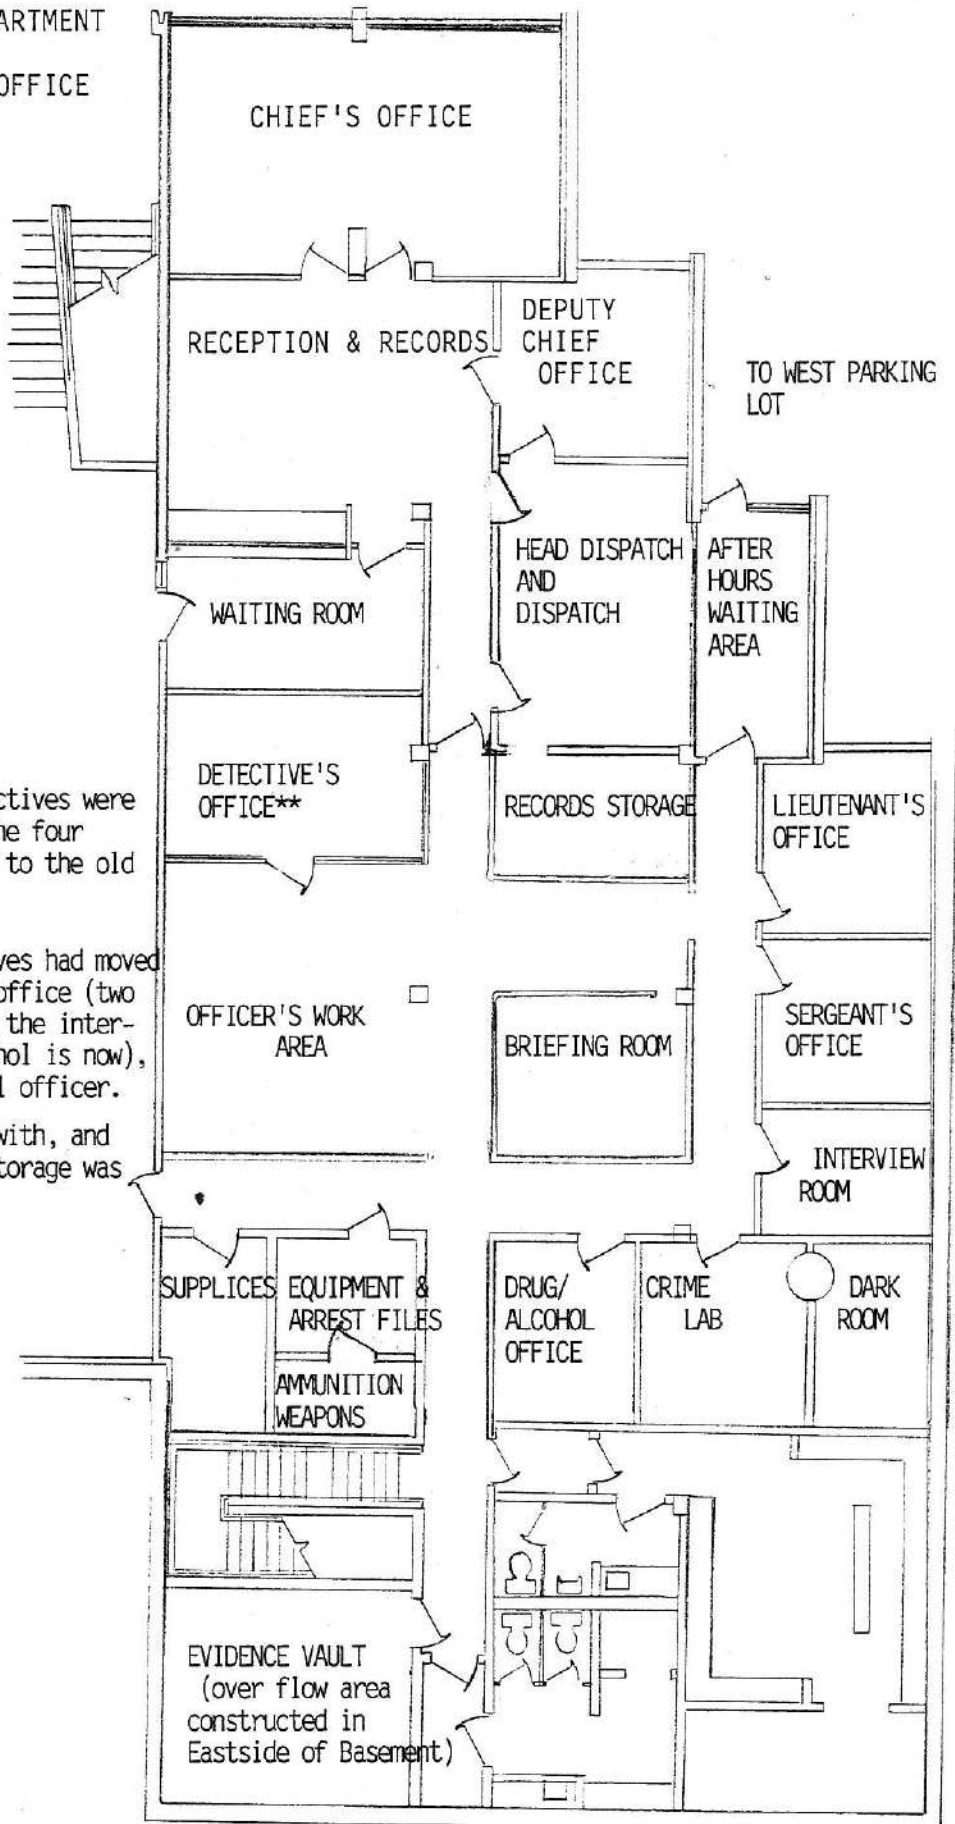 ARTMENT
OFFICE
CHIEF'S OFFICE
RECEPTION & RECORDS
DEPUTY
CHIEF
OFFICE
TO WEST PARKING
LOT
HEAD DISPATCH
AND
DISPATCH
AFTER
HOURS
WAITING
AREA
WAITING ROOM
DETECTIVE'S
OFFICE**
RECORDS STORAGE
LIEUTENANT'S
OFFICE
ctives were
ne four
to the old
ves had moved
office (two
the inter-
hol is now),
l officer.
with, and
torage was
OFFICER'S WORK
AREA
BRIEFING ROOM
SERGEANT'S
OFFICE
INTERVIEW
ROOM
SUPPLICES
EQUIPMENT &
ARREST FILES
AMMUNITION
WEAPONS
DRUG/
ALCOHOL
OFFICE
CRIME
LAB
DARK
ROOM
EVIDENCE VAULT
(over flow area
constructed in
Eastside of Basement)